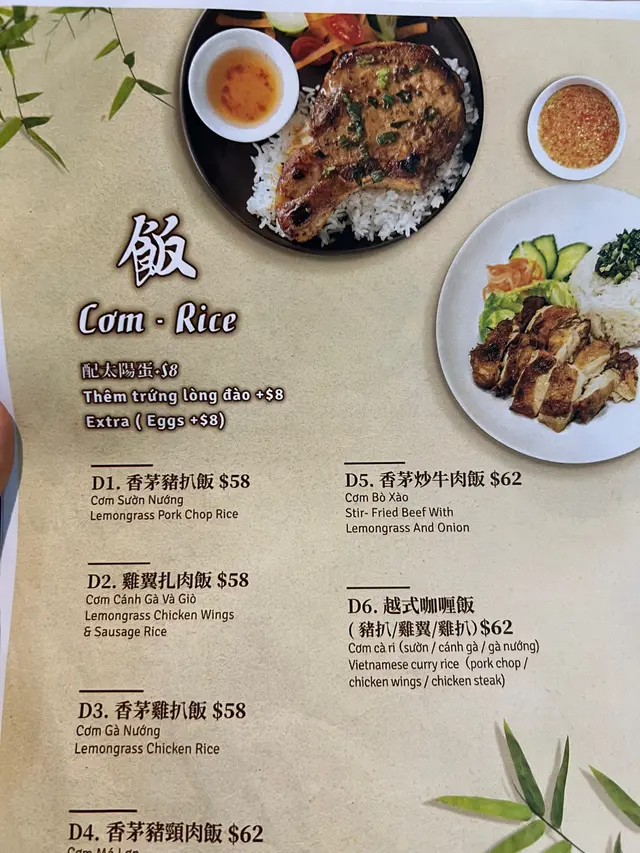 飯
Cơm - Rice
配太陽蛋+$8
Thêm trứng lòng đào +$8
Extra ( Eggs +$8)
D1. 香茅豬扒飯 $58
Cơm Sườn Nướng
Lemongrass Pork Chop Rice
D2. 雞翼扎肉飯 $58
Cơm Cánh Gà Và Giò
Lemongrass Chicken Wings
& Sausage Rice
D3. 香茅雞扒飯 $58
Cơm Gà Nướng
Lemongrass Chicken Rice
D4. 香茅豬頸肉飯 $62
D5. 香茅炒牛肉飯 $62
Cơm Bò Xào
Stir- Fried Beef With
Lemongrass And Onion
D6. 越式咖喱飯
( 豬扒/雞翼/雞扒) $62
Cơm cà ri (sườn / cánh gà / gà nướng)
Vietnamese curry rice (pork chop /
chicken wings / chicken steak)